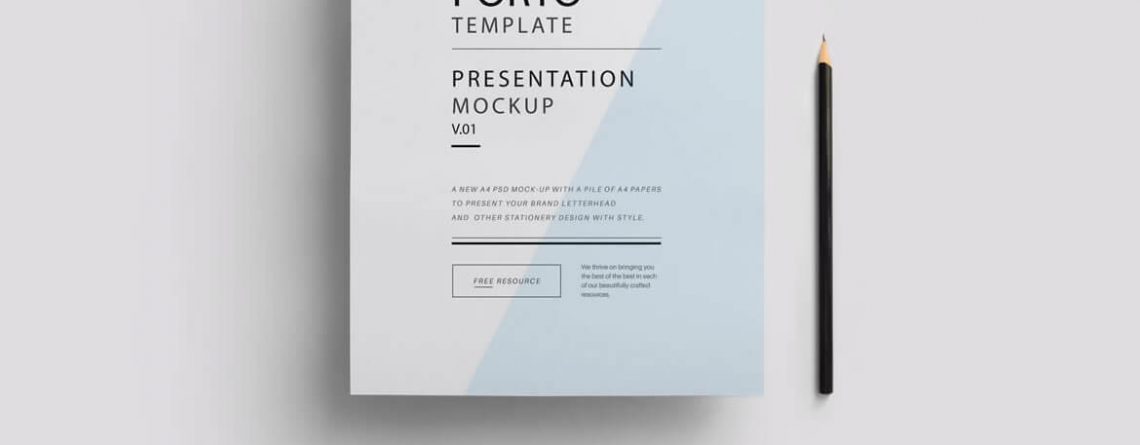 TEMPLATE
PRESENTATION
MOCKUP
V.01
A NEW A4 PSD MOCK-UP WITH A PILE OF A4 PAPERS
TO PRESENT YOUR BRAND LETTERHEAD
AND OTHER STATIONERY DESIGN WITH STYLE.
FREE RESOURCE
We thrive on bringing you
the best of the best in each
of our beautifully crafted
resources.